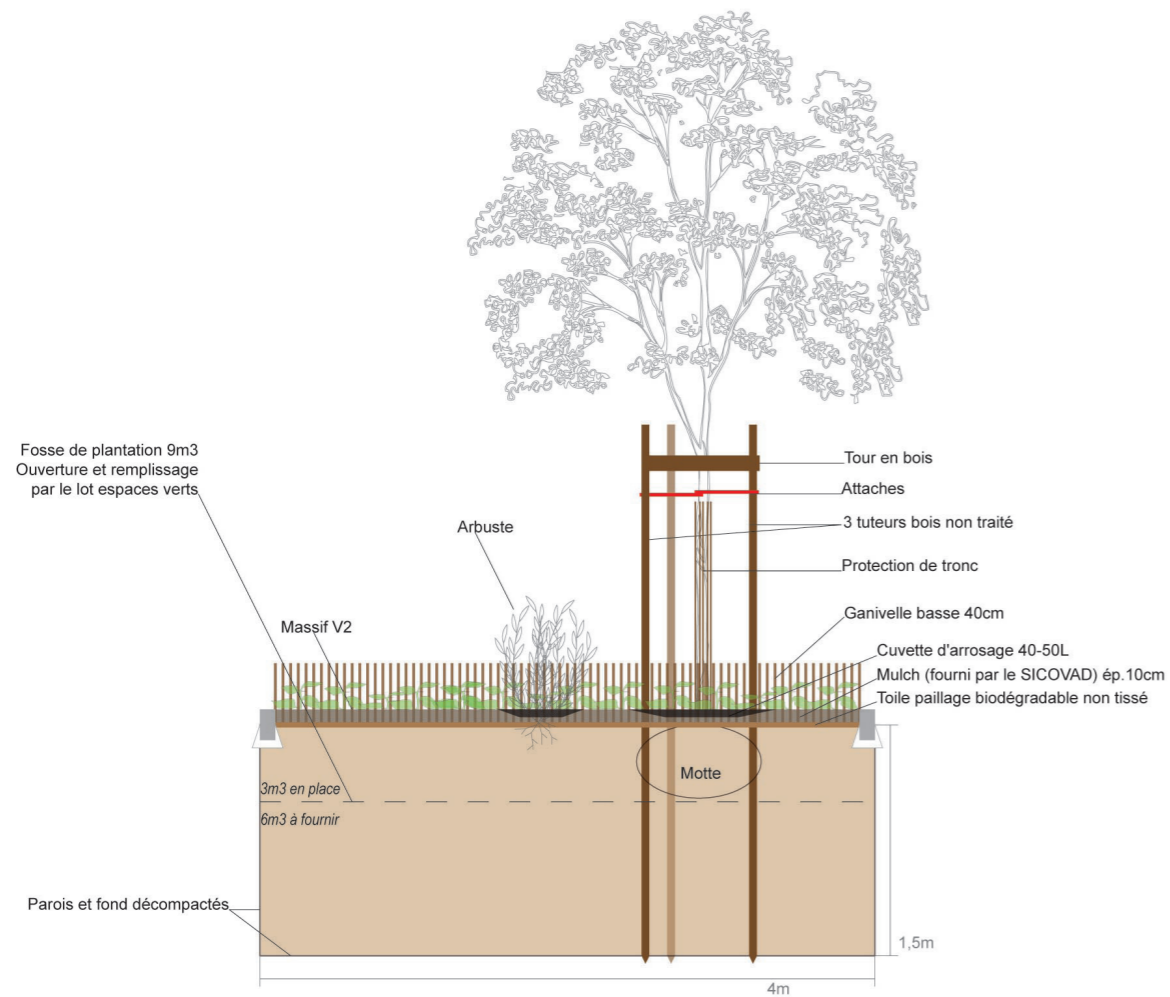 Fosse de plantation 9m3
Ouverture et remplissage
par le lot espaces verts
Arbuste
Massif V2
Tour en bois
Attaches
3 tuteurs bois non traité
Protection de tronc
Ganivelle basse 40cm
Cuvette d'arrosage 40-50L
Mulch (fourni par le SICOVAD) ép.10cm
Toile paillage biodégradable non tissé
Motte
3m3 en place
6m3 à fournir
Parois et fond décompactés
1,5m
4m